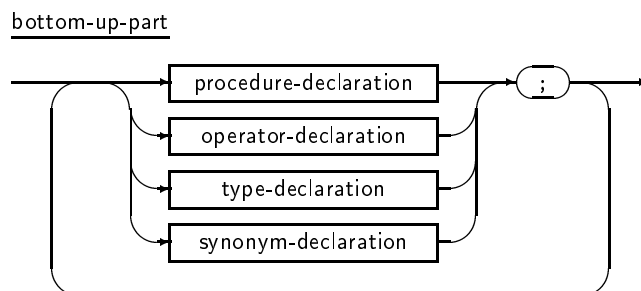 bottom-up-part
procedure-declaration
;
operator-declaration
type-declaration
synonym-declaration